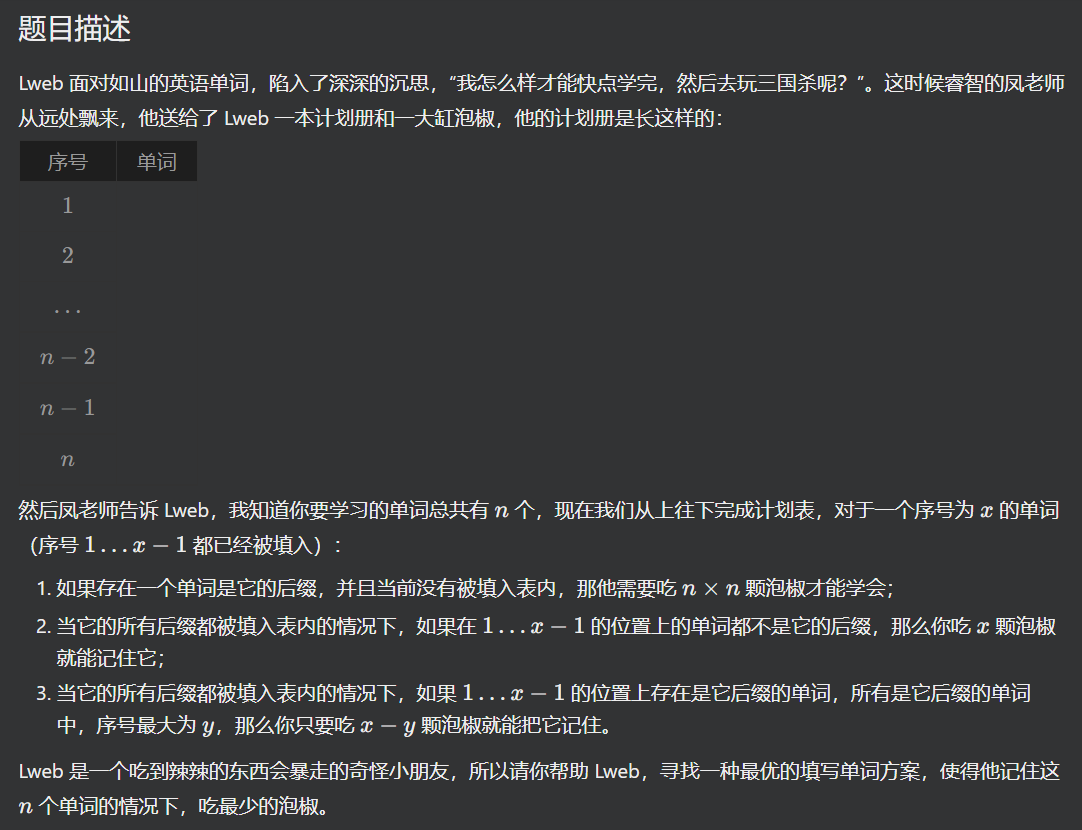 题目描述
Lweb 面对如山的英语单词，陷入了深深的沉思，“我怎么样才能快点学完，然后去玩三国杀呢？”。这时候睿智的凤老师
从远处飘来，他送给了 Lweb 一本计划册和一大缸泡椒，他的计划册是长这样的：
序号 单词
1
2
...
n − 2
n − 1
n
然后凤老师告诉 Lweb，我知道你要学习的单词总共有 n 个，现在我们从上往下完成计划表，对于一个序号为 x 的单词
（序号 1...x − 1 都已经被填入）：
1. 如果存在一个单词是它的后缀，并且当前没有被填入表内，那他需要吃 n × n 颗泡椒才能学会；
2. 当它的所有后缀都被填入表内的情况下，如果在 1...x − 1 的位置上的单词都不是它的后缀，那么你吃 x 颗泡椒
就能记住它；
3. 当它的所有后缀都被填入表内的情况下，如果 1...x − 1 的位置上存在是它后缀的单词，所有是它后缀的单词
中，序号最大为 y，那么你只要吃 x − y 颗泡椒就能把它记住。
Lweb 是一个吃到辣辣的东西会暴走的奇怪小朋友，所以请你帮助 Lweb，寻找一种最优的填写单词方案，使得他记住这
n 个单词的情况下，吃最少的泡椒。